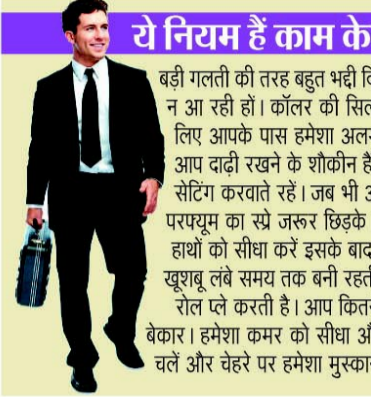 ये नियम हैं काम के
बड़ी गलती की तरह बहुत भद्दी
न आ रही हों। कॉलर की
लिए आपके पास हमेशा
आप दाढ़ी रखने के शौकीन हैं
सेटिंग करवाते रहें। जब भी
परफ्यूम का स्प्रे जरूर छिड़कें
हाथों को सीधा करें इसके बाद
खूशबू लंबे समय तक बनी रहती
रोल प्ले करती है। आप
बेकार। हमेशा कमर को सीधा
चलें और चेहरे पर हमेशा